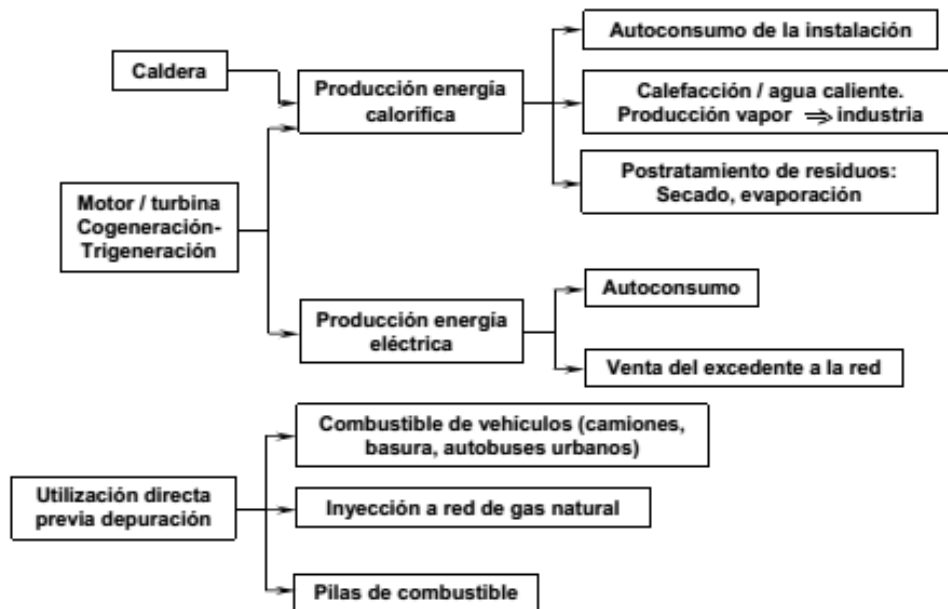 Autoconsumo de la instalación
Caldera
Producción energía
calorífica
Calefacción / agua caliente.
Producción vapor ⇒ industria
Postratamiento de residuos:
Secado, evaporación
Motor / turbina
Cogeneración-
Trigeneración
Autoconsumo
Producción energía
eléctrica
Venta del excedente a la red
Combustible de vehículos (camiones,
basura, autobuses urbanos)
Utilización directa
previa depuración
Inyección a red de gas natural
Pilas de combustible